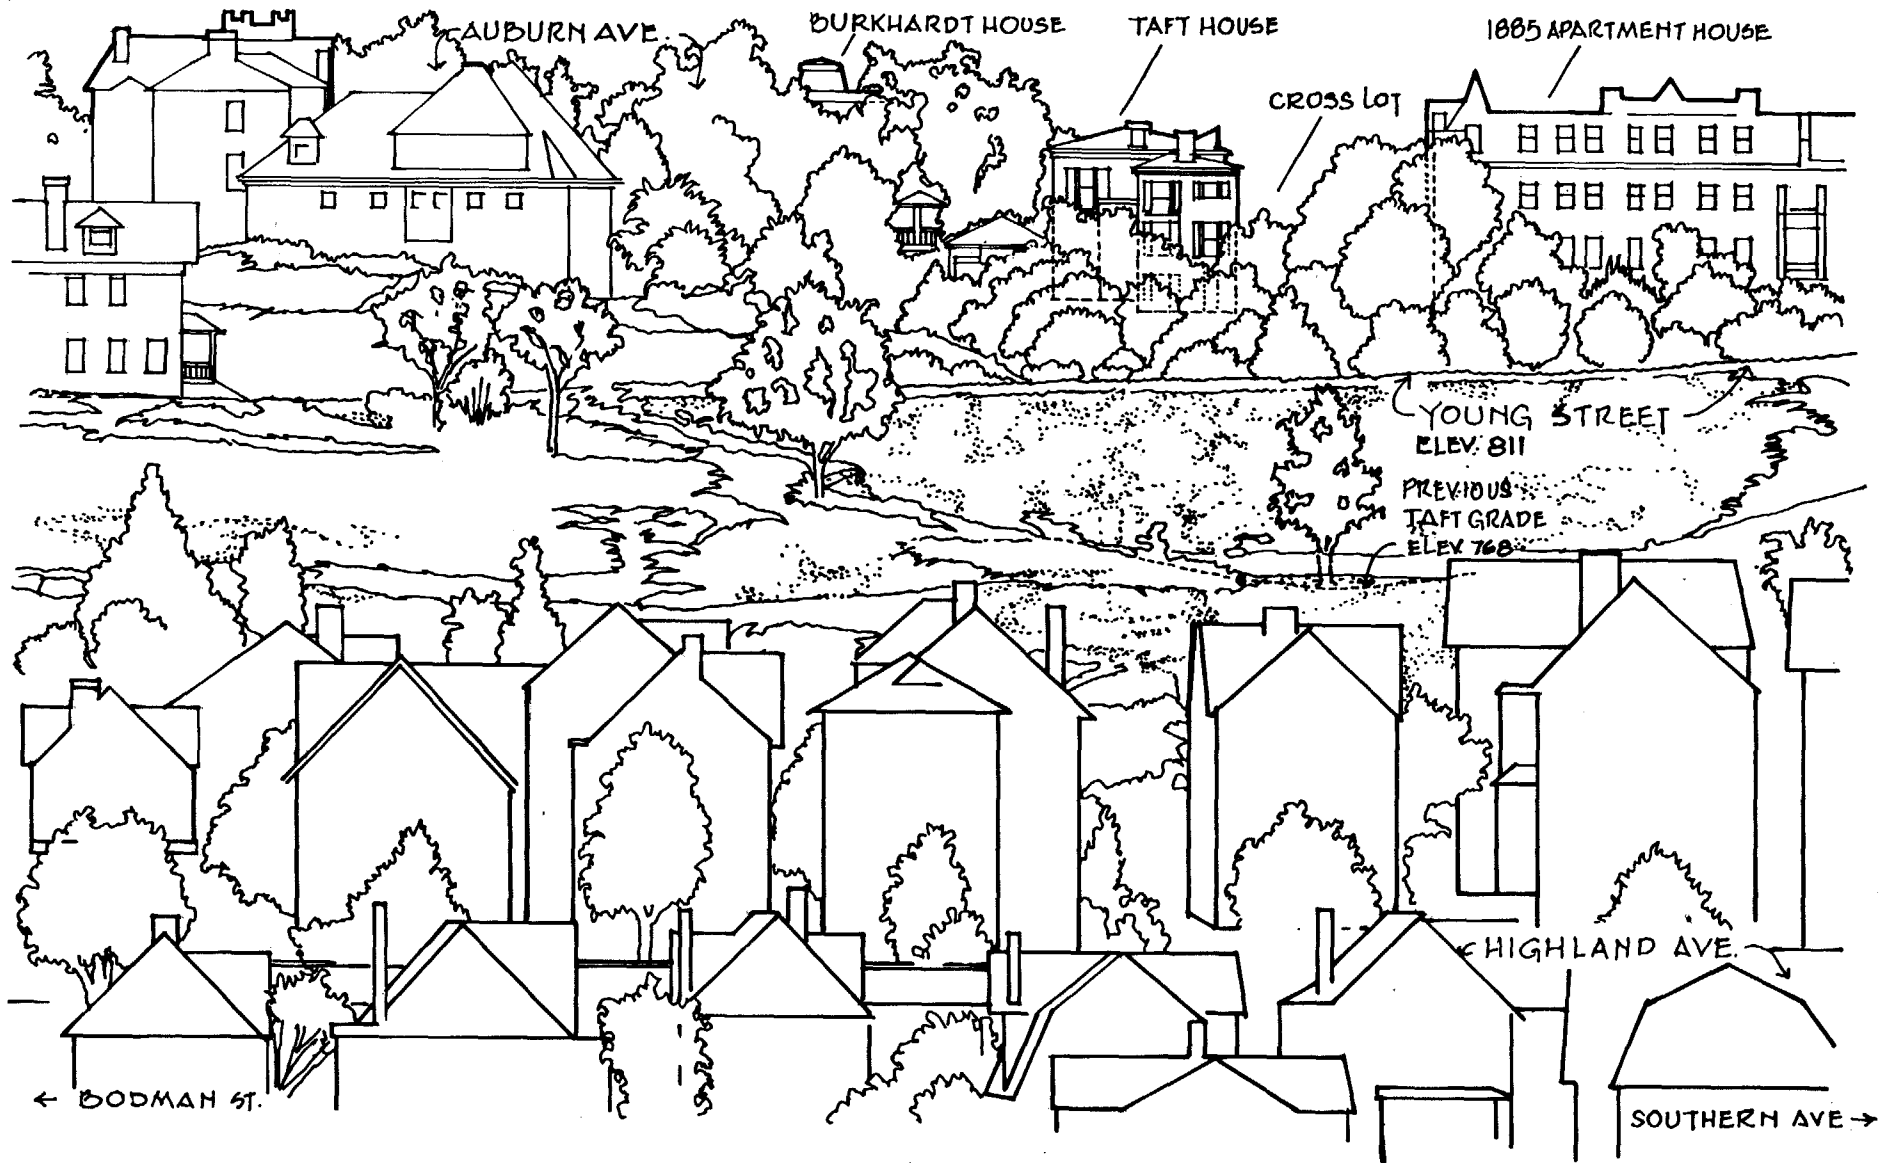 AUBURN AVE.
BURKHARDT HOUSE
TAFT HOUSE
1885 APARTMENT HOUSE
CROSS LOT
YOUNG STREET
ELEV. 811
PREVIOUS
TAFT GRADE
ELEV. 768
HIGHLAND AVE.
← BODMAN ST.
SOUTHERN AVE →